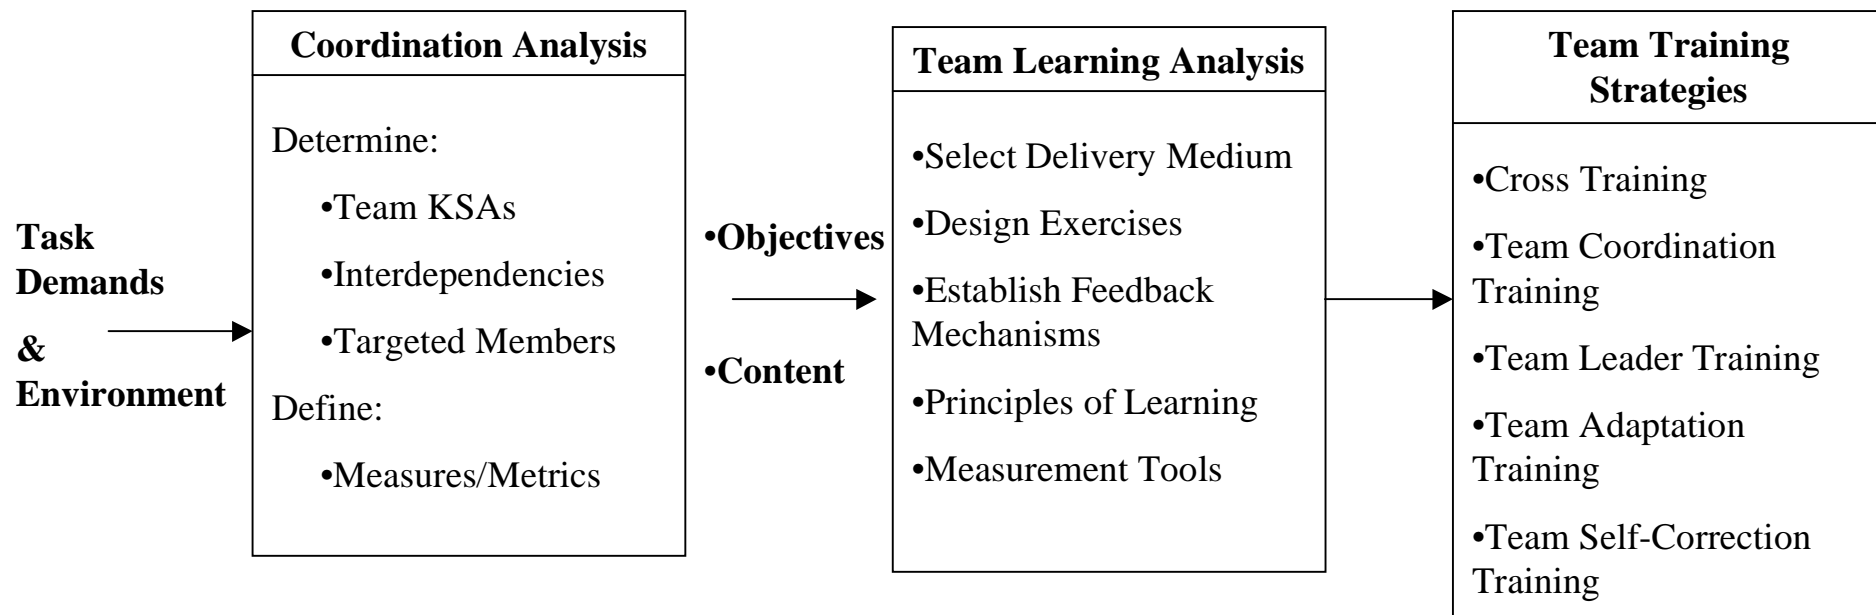 Task
Demands
&
Environment
Coordination Analysis
Determine:
•Team KSAs
•Interdependencies
•Targeted Members
Define:
•Measures/Metrics
•Objectives
•Content
Team Learning Analysis
•Select Delivery Medium
•Design Exercises
•Establish Feedback
Mechanisms
•Principles of Learning
•Measurement Tools
Team Training
Strategies
•Cross Training
•Team Coordination
Training
•Team Leader Training
•Team Adaptation
Training
•Team Self-Correction
Training